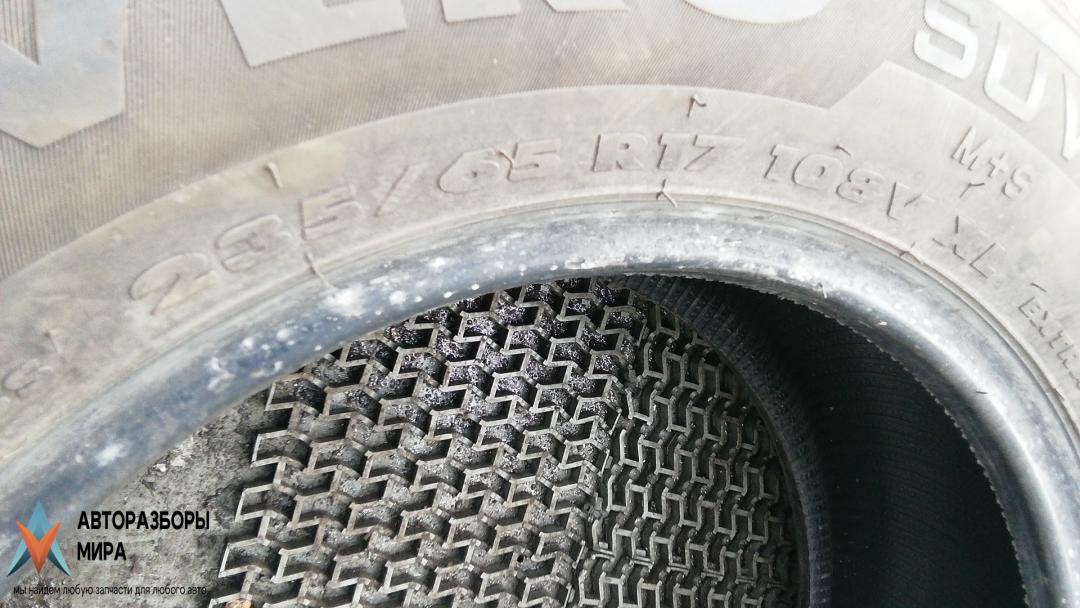 SUV
235/65 R17 108V XL
M+S
АВТОРАЗБОРЫ
МИРА
мы найдем любую запчасти для любого авто